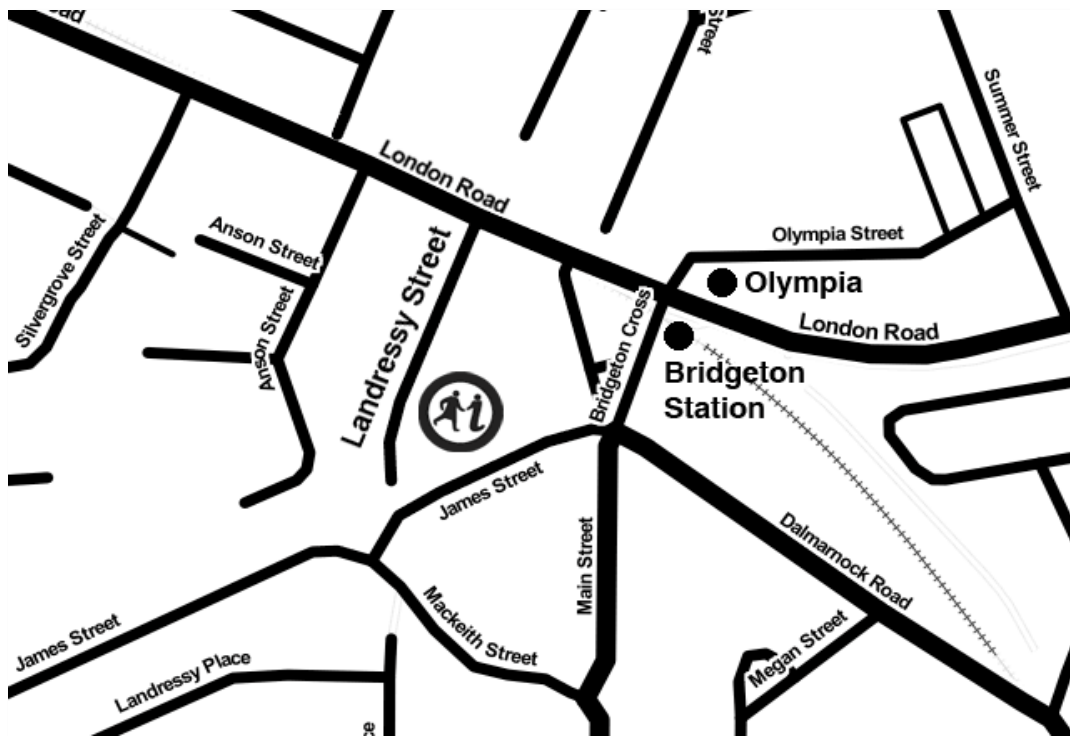 Street
Summer Street
London Road
Silvergrove Street
Anson Street
Olympia Street
Landressy Street
Olympia
Anson Street
Bridgeton Cross
London Road
Bridgeton
Station
James Street
Main Street
Dalmarnock Road
James Street
Mackeith Street
Megan Street
Landressy Place